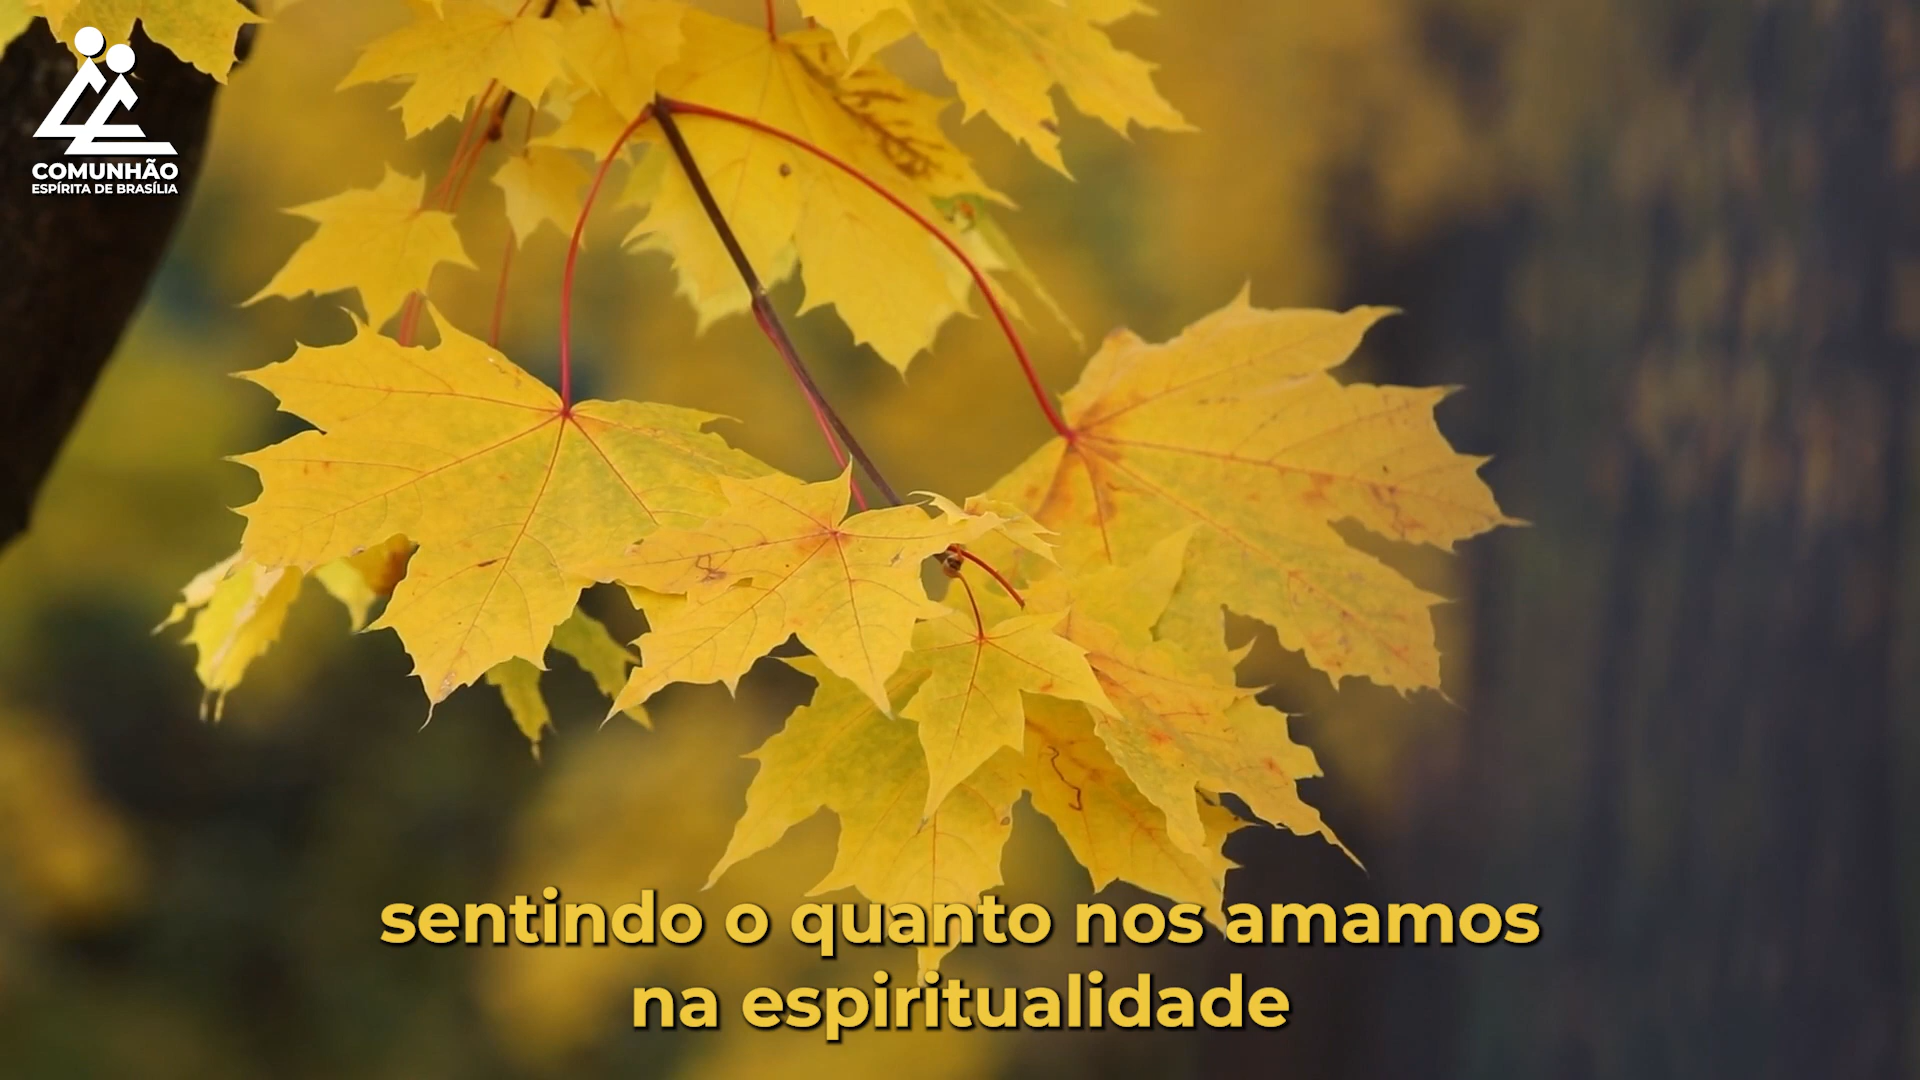 COMUNHÃO
ESPÍRITA DE BRASÍLIA
sentindo o quanto nos amamos
na espiritualidade